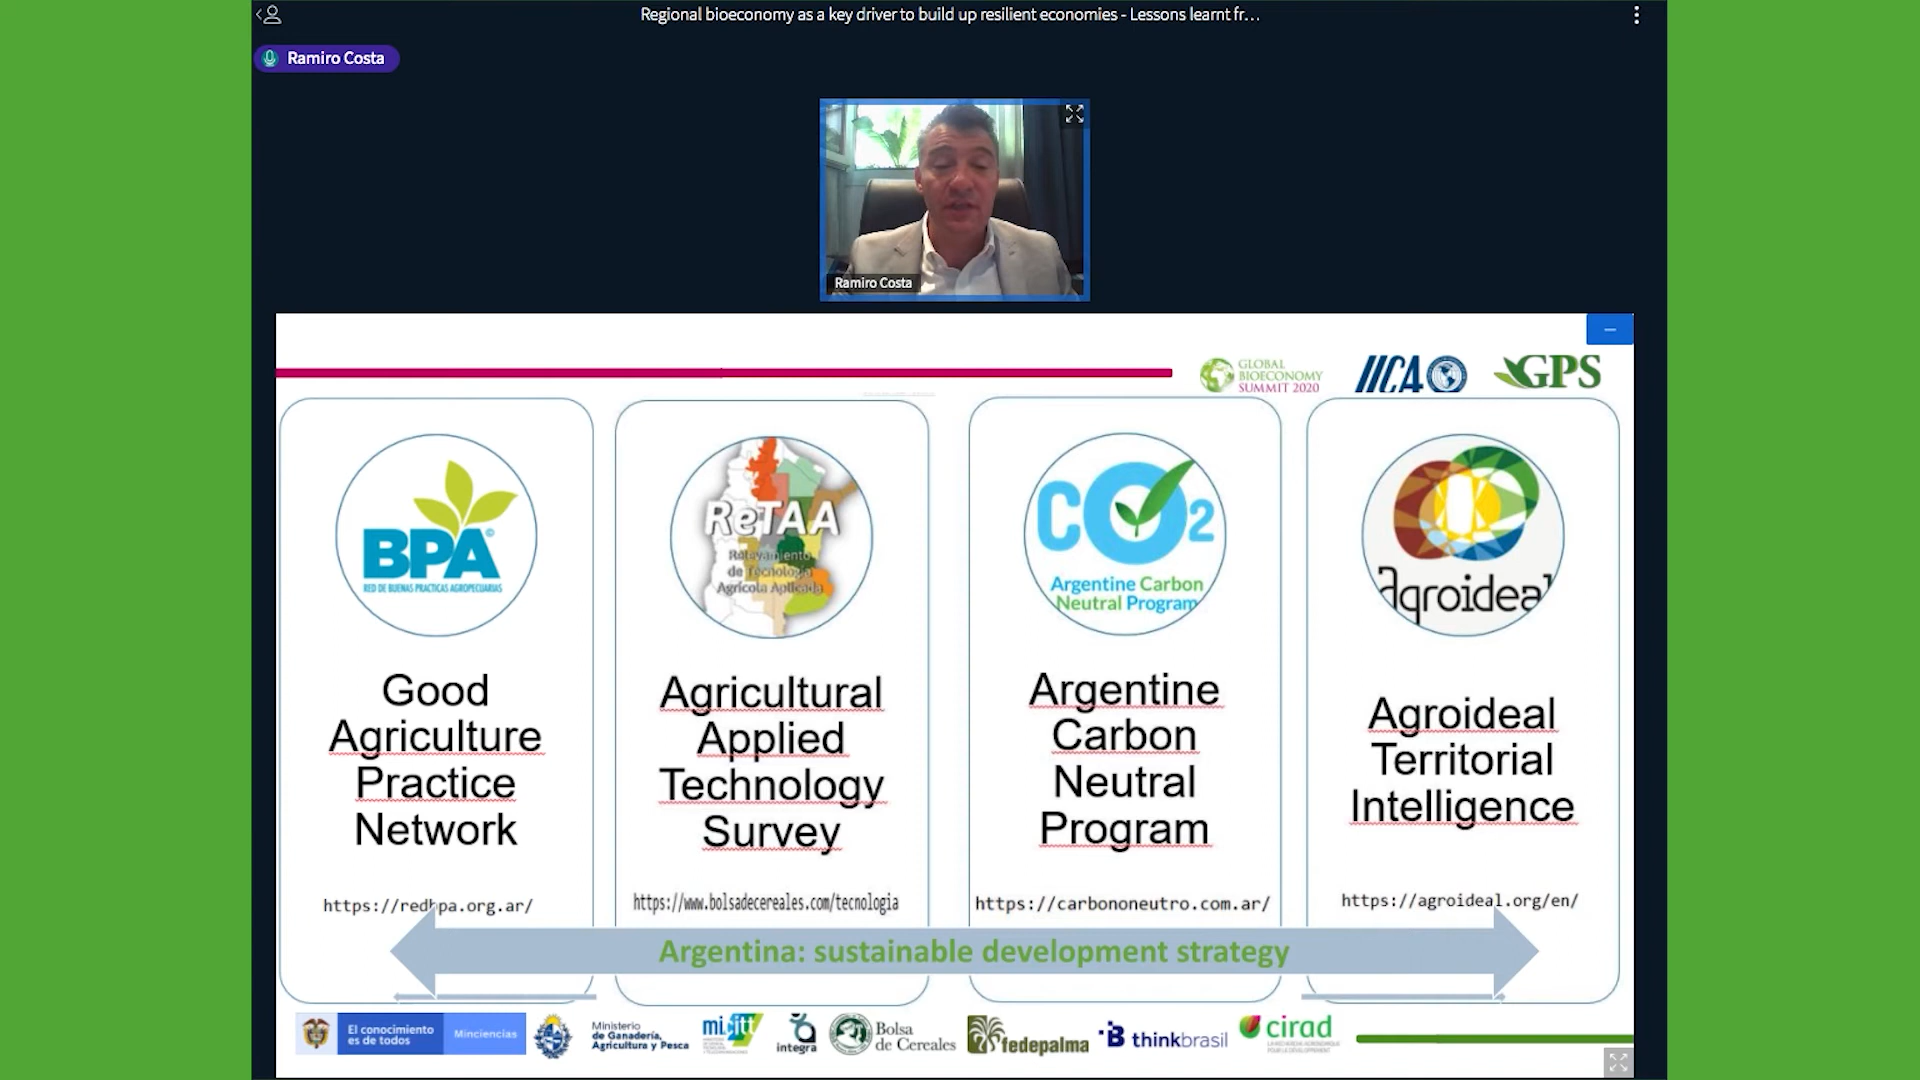 Regional bioeconomy as a key driver to build up resilient economies - Lessons learnt fr...
Ramiro Costa
Ramiro Costa
GLOBAL
BIOECONOMY
SUMMIT 2020
IICA
GPS
BPA
RED DE BUENAS PRACTICAS AGROPECUARIAS
Good
Agriculture
Practice
Network
https://redbpa.org.ar/
ReTAA
Relevamiento
de Tecnología
Agrícola Aplicada
Agricultural
Applied
Technology
Survey
https://www.bolsadecereales.com/tecnologia
CO2
Argentine Carbon
Neutral Program
Argentine
Carbon
Neutral
Program
https://carbononeutro.com.ar/
agroideal
Agroideal
Territorial
Intelligence
https://agroideal.org/en/
Argentina: sustainable development strategy
El conocimiento
es de todos
Minciencias
Ministerio
de Ganadería,
Agricultura y Pesca
micitt
integra
Bolsa
de Cereales
fedepalma
B thinkbrasil
cirad